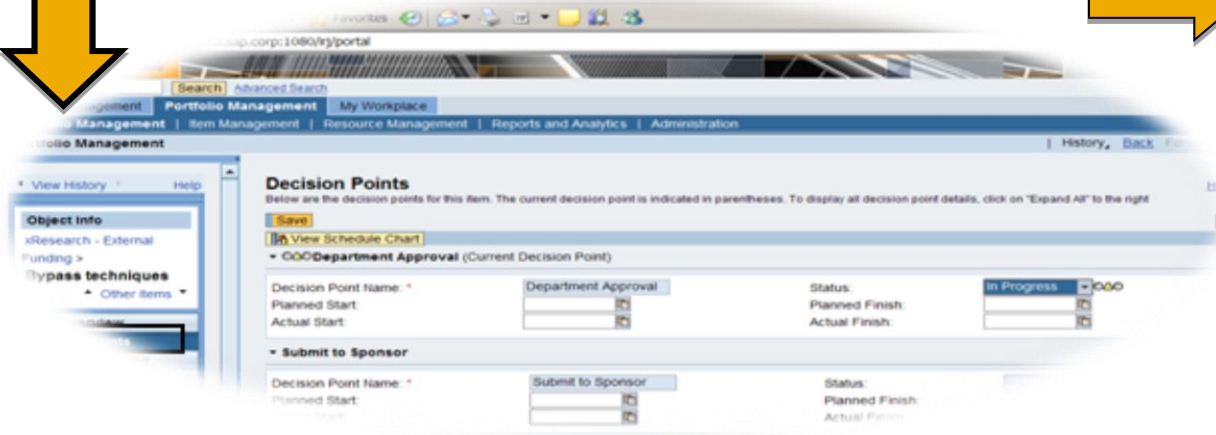 Favorites
sap.corp:1080/irj/portal
Search Advanced Search
Portfolio Management My Workplace
Management | Item Management | Resource Management | Reports and Analytics | Administration
Management | History, Back
View History Help
Decision Points
Below are the decision points for this item. The current decision point is indicated in parentheses. To display all decision point details, click on "Expand All" to the right
Save
Object Info
View Schedule Chart
xResearch - External
Funding >
Department Approval (Current Decision Point)
Bypass techniques
Other Items
Decision Point Name: * Department Approval Status: In Progress
Planned Start: Planned Finish:
Actual Start: Actual Finish:
Submit to Sponsor
Decision Point Name: * Submit to Sponsor Status:
Planned Start: Planned Finish:
Actual